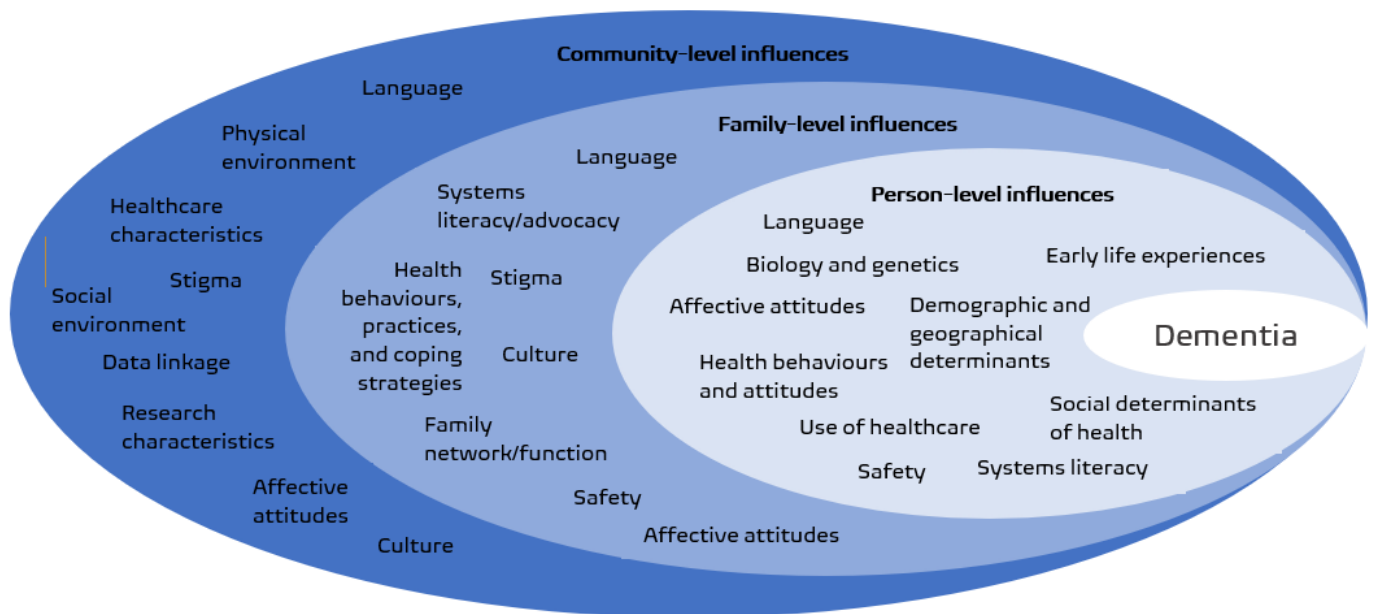 Community-level influences
Language
Physical
environment
Healthcare
characteristics
Stigma
Social
environment
Data linkage
Research
characteristics
Affective
attitudes
Culture
Family-level influences
Language
Systems
literacy/advocacy
Health
behaviours,
practices,
and coping
strategies
Stigma
Culture
Family
network/function
Safety
Affective attitudes
Person-level influences
Language
Biology and genetics
Early life experiences
Affective attitudes
Demographic and
geographical
determinants
Health behaviours
and attitudes
Use of healthcare
Social determinants
of health
Safety
Systems literacy
Dementia